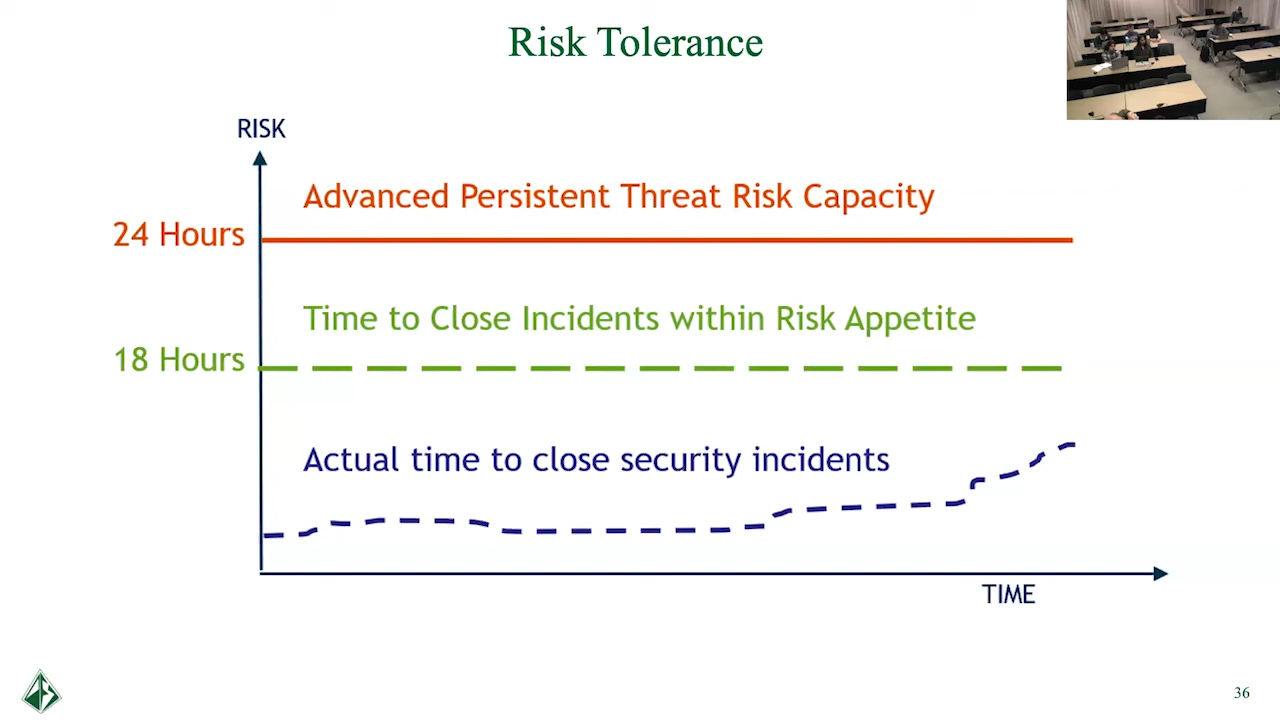 Risk Tolerance
RISK
Advanced Persistent Threat Risk Capacity
24 Hours
Time to Close Incidents within Risk Appetite
18 Hours
Actual time to close security incidents
TIME
36